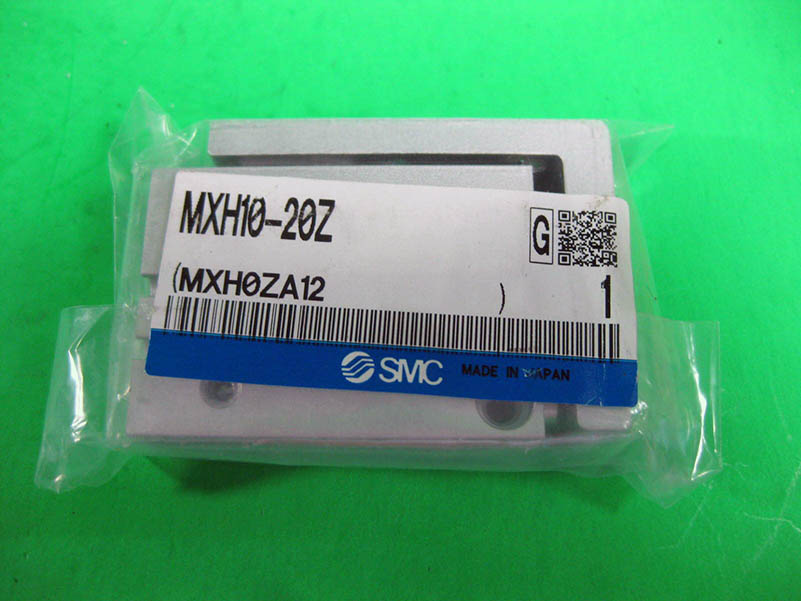 MXH10-20Z
G
(MXH0ZA12 )
1
SMC MADE IN JAPAN